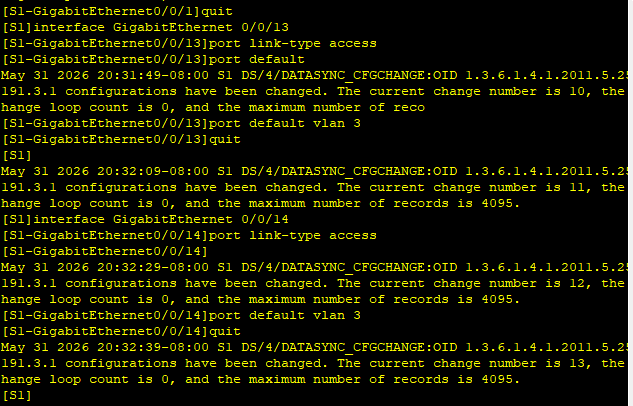 [S1-GigabitEthernet0/0/1]quit
[S1]interface GigabitEthernet 0/0/13
[S1-GigabitEthernet0/0/13]port link-type access
[S1-GigabitEthernet0/0/13]port default
May 31 2026 20:31:49-08:00 S1 DS/4/DATASYNC_CFGCHANGE:OID 1.3.6.1.4.1.2011.5.25
191.3.1 configurations have been changed. The current change number is 10, the
hange loop count is 0, and the maximum number of reco
[S1-GigabitEthernet0/0/13]port default vlan 3
[S1-GigabitEthernet0/0/13]quit
[S1]
May 31 2026 20:32:09-08:00 S1 DS/4/DATASYNC_CFGCHANGE:OID 1.3.6.1.4.1.2011.5.25
191.3.1 configurations have been changed. The current change number is 11, the
hange loop count is 0, and the maximum number of records is 4095.
[S1]interface GigabitEthernet 0/0/14
[S1-GigabitEthernet0/0/14]port link-type access
[S1-GigabitEthernet0/0/14]
May 31 2026 20:32:29-08:00 S1 DS/4/DATASYNC_CFGCHANGE:OID 1.3.6.1.4.1.2011.5.25
191.3.1 configurations have been changed. The current change number is 12, the
hange loop count is 0, and the maximum number of records is 4095.
[S1-GigabitEthernet0/0/14]port default vlan 3
[S1-GigabitEthernet0/0/14]quit
May 31 2026 20:32:39-08:00 S1 DS/4/DATASYNC_CFGCHANGE:OID 1.3.6.1.4.1.2011.5.25
191.3.1 configurations have been changed. The current change number is 13, the
hange loop count is 0, and the maximum number of records is 4095.
[S1]